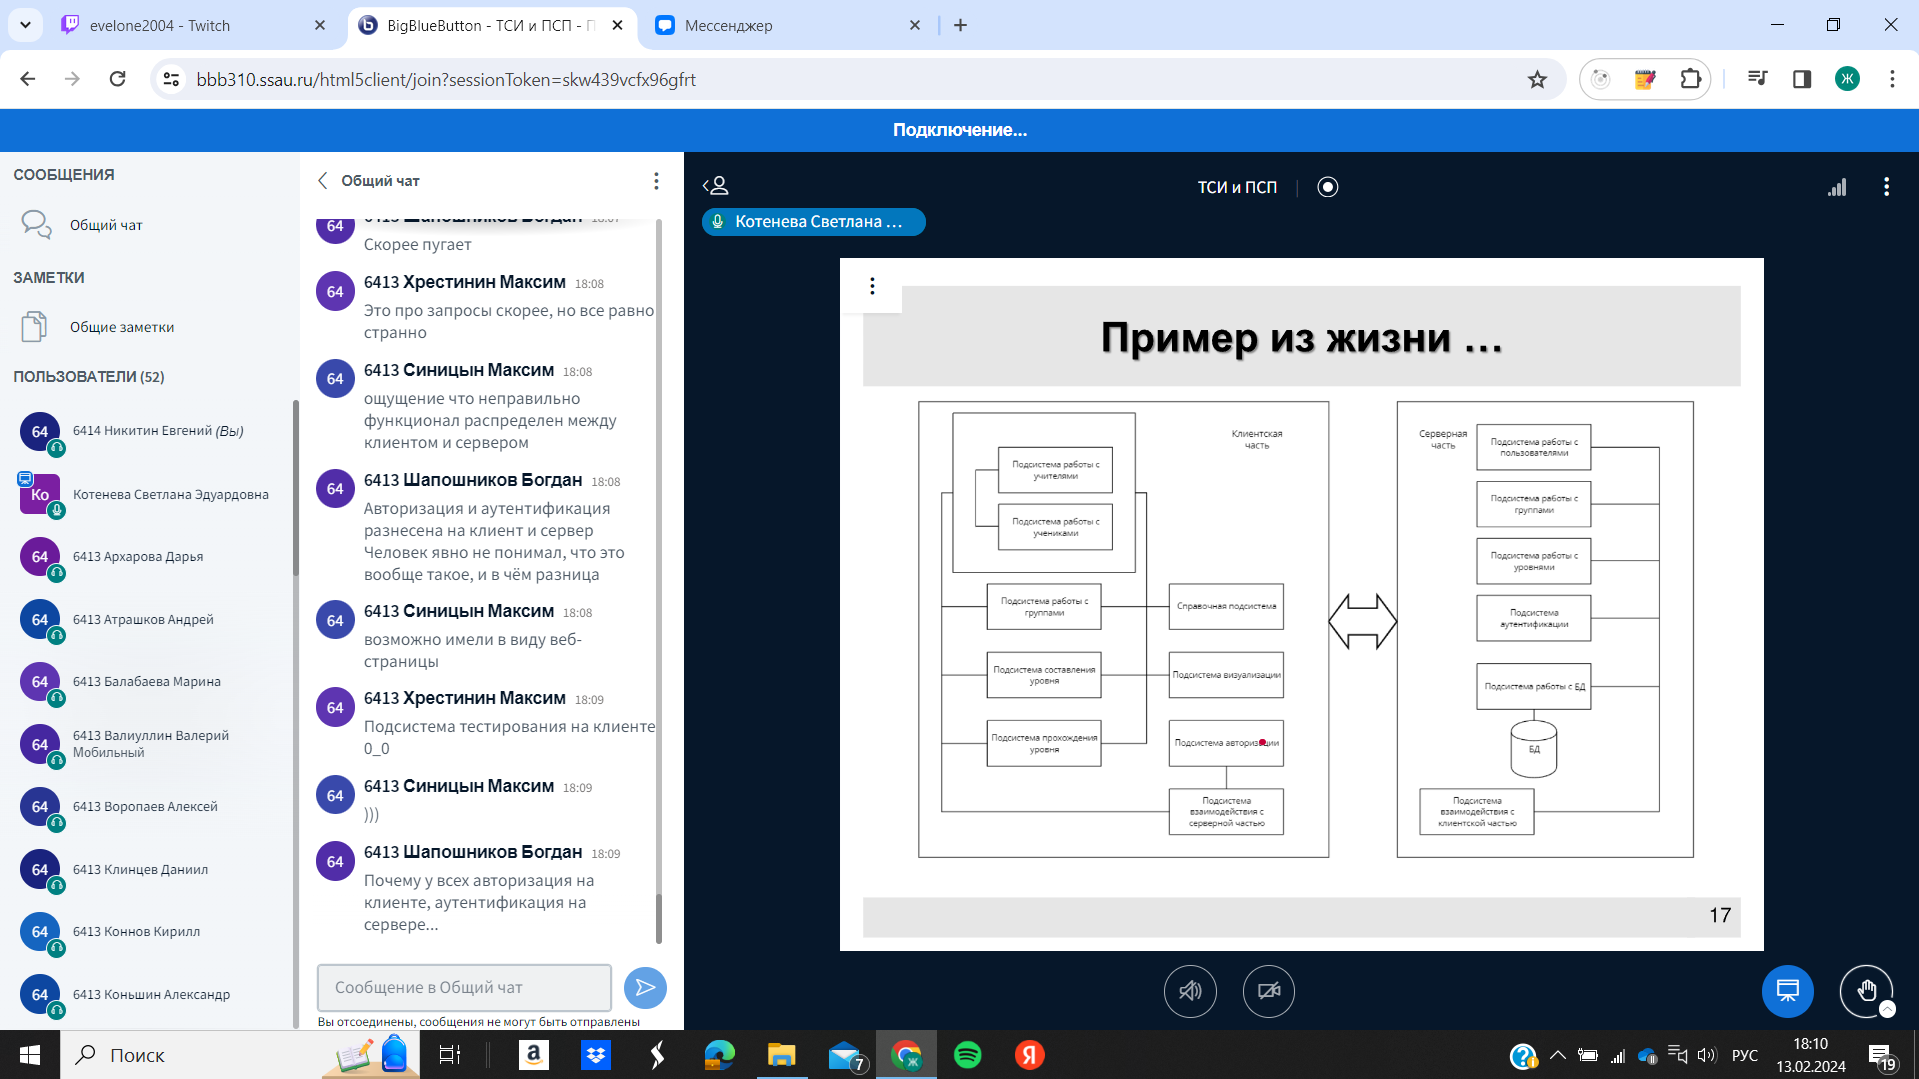 evelone2004 - Twitch
BigBlueButton - ТСИ и ПСП - П
Мессенджер
bbb310.ssau.ru/html5client/join?sessionToken=skw439vcfx96gfrt
Ж
Подключение...
СООБЩЕНИЯ
Общий чат
ЗАМЕТКИ
Общие заметки
ПОЛЬЗОВАТЕЛИ (52)
64
6414 Никитин Евгений (Вы)
Ко
Котенева Светлана Эдуардовна
64
6413 Архарова Дарья
64
6413 Атрашков Андрей
64
6413 Балабаева Марина
64
6413 Валиуллин Валерий
Мобильный
64
6413 Воропаев Алексей
64
6413 Клинцев Даниил
64
6413 Коннов Кирилл
64
6413 Коньшин Александр
Общий чат
64
6413 Шапошников Богдан 18:07
Скорее пугает
64
6413 Хрестинин Максим 18:08
Это про запросы скорее, но все равно
странно
64
6413 Синицын Максим 18:08
ощущение что неправильно
функционал распределен между
клиентом и сервером
64
6413 Шапошников Богдан 18:08
Авторизация и аутентификация
разнесена на клиент и сервер
Человек явно не понимал, что это
вообще такое, и в чём разница
64
6413 Синицын Максим 18:08
возможно имели в виду веб-
страницы
64
6413 Хрестинин Максим 18:09
Подсистема тестирования на клиенте
0_0
64
6413 Синицын Максим 18:09
)))
64
6413 Шапошников Богдан 18:09
Почему у всех авторизация на
клиенте, аутентификация на
сервере...
Сообщение в Общий чат
Вы отсоединены, сообщения не могут быть отправлены
ТСИ и ПСП
Котенева Светлана ...
Пример из жизни ...
Клиентская
часть
Подсистема работы с
учителями
Подсистема работы с
учениками
Подсистема работы с
группами
Справочная подсистема
Подсистема составления
уровня
Подсистема визуализации
Подсистема прохождения
уровня
Подсистема авторизации
Подсистема
взаимодействия с
серверной частью
Серверная
часть
Подсистема работы с
пользователями
Подсистема работы с
группами
Подсистема работы с
уровнями
Подсистема
аутентификации
Подсистема работы с БД
БД
Подсистема
взаимодействия с
клиентской частью
17
Поиск
7
РУС
18:10
13.02.2024
19